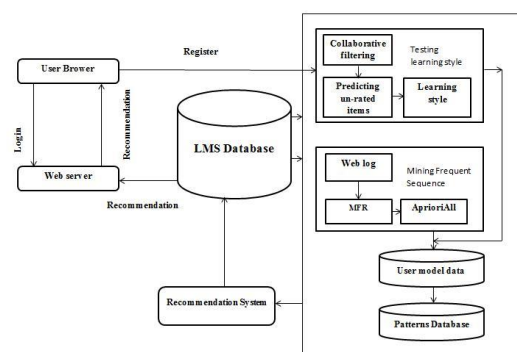 Register
User Brower
Login
Recommendation
Web server
Recommendation
LMS Database
Recommendation System
Collaborative
filtering
Testing
learning style
Predicting
un-rated
items
Learning
style
Web log
Mining Frequent
Sequence
MFR
AprioriAll
User model data
Patterns Database